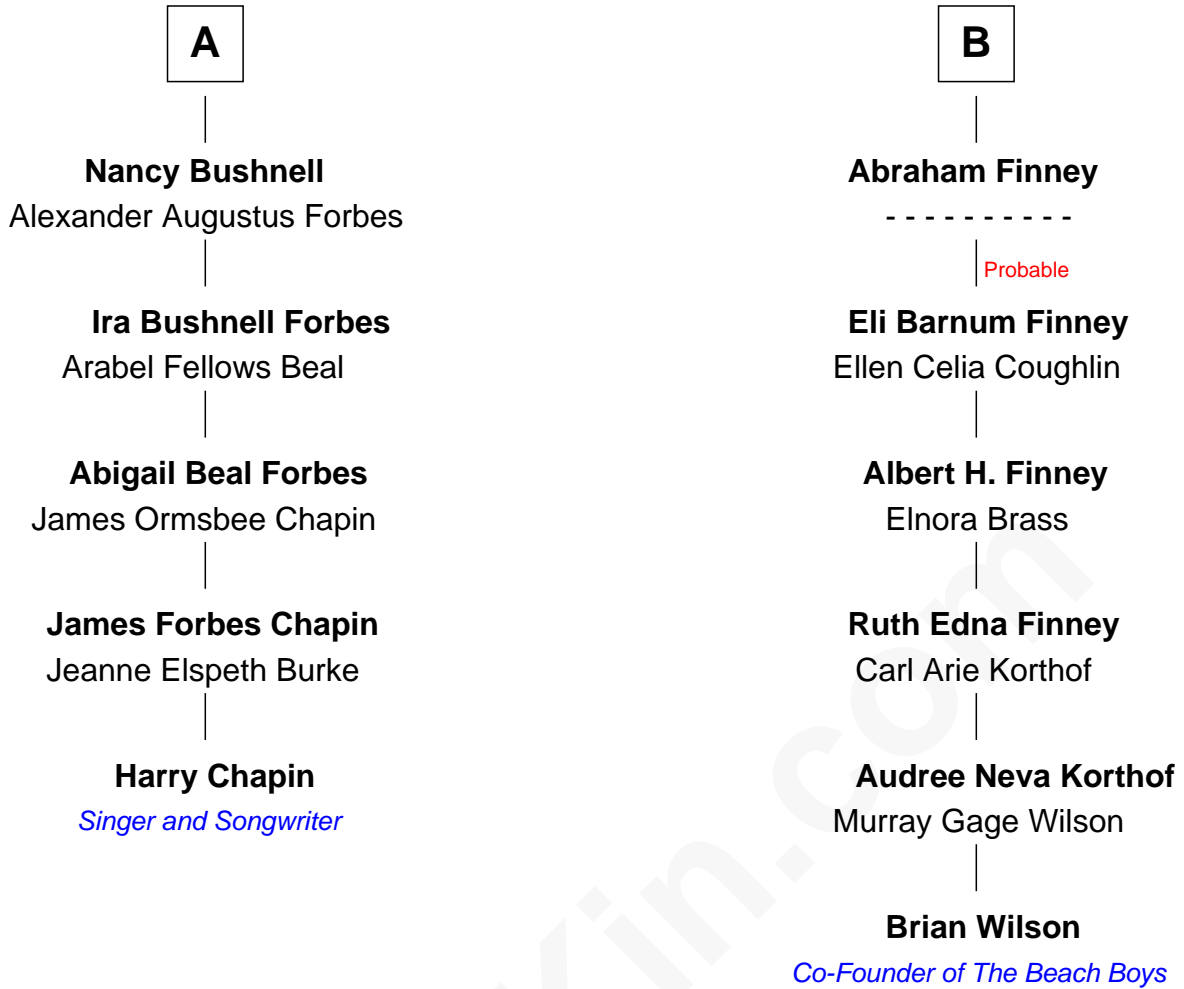 A
Nancy Bushnell
Alexander Augustus Forbes
Ira Bushnell Forbes
Arabel Fellows Beal
Abigail Beal Forbes
James Ormsbee Chapin
James Forbes Chapin
Jeanne Elspeth Burke
Harry Chapin
Singer and Songwriter
B
Abraham Finney
- - - - - - - - - -
Probable
Eli Barnum Finney
Ellen Celia Coughlin
Albert H. Finney
Elnora Brass
Ruth Edna Finney
Carl Arie Korthof
Audree Neva Korthof
Murray Gage Wilson
Brian Wilson
Co-Founder of The Beach Boys